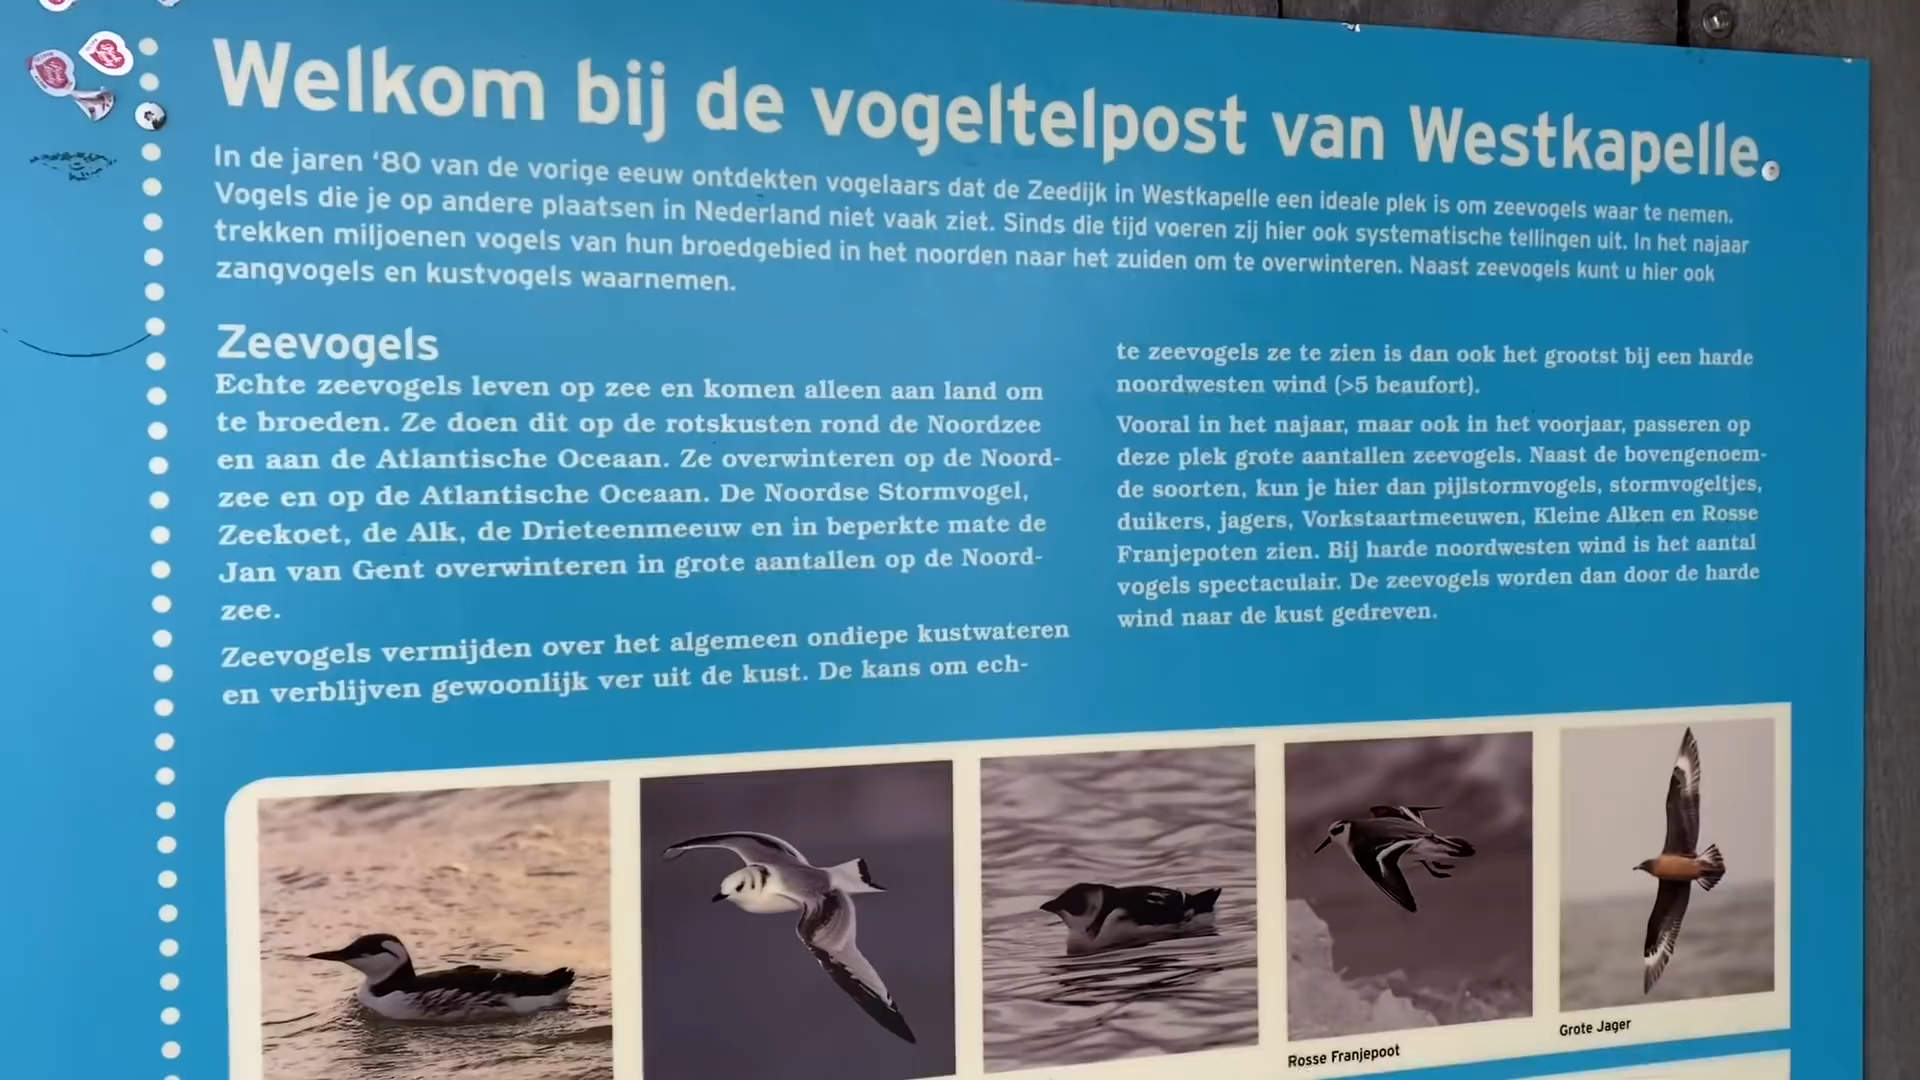 Welkom bij de vogeltelpost van Westkapelle.
In de jaren ‘80 van de vorige eeuw ontdekten vogelaars dat de Zeedijk in Westkapelle een ideale plek is om zeevogels waar te nemen.
Vogels die je op andere plaatsen in Nederland niet vaak ziet. Sinds die tijd voeren zij hier ook systematische tellingen uit. In het najaar
trekken miljoenen vogels van hun broedgebied in het noorden naar het zuiden om te overwinteren. Naast zeevogels kunt u hier ook
zangvogels en kustvogels waarnemen.
Zeevogels
Echte zeevogels leven op zee en komen alleen aan land om
te broeden. Ze doen dit op de rotskusten rond de Noordzee
en aan de Atlantische Oceaan. Ze overwinteren op de Noord-
zee en op de Atlantische Oceaan. De Noordse Stormvogel,
Zeekoet, de Alk, de Drieteenmeeuw en in beperkte mate de
Jan van Gent overwinteren in grote aantallen op de Noord-
zee.
Zeevogels vermijden over het algemeen ondiepe kustwateren
en verblijven gewoonlijk ver uit de kust. De kans om ech-
te zeevogels ze te zien is dan ook het grootst bij een harde
noordwesten wind (>5 beaufort).
Vooral in het najaar, maar ook in het voorjaar, passeren op
deze plek grote aantallen zeevogels. Naast de bovengenoem-
de soorten, kun je hier dan pijlstormvogels, stormvogeltjes,
duikers, jagers, Vorkstaartmeeuwen, Kleine Alken en Rosse
Franjepoten zien. Bij harde noordwesten wind is het aantal
vogels spectaculair. De zeevogels worden dan door de harde
wind naar de kust gedreven.
Rosse Franjepoot
Grote Jager